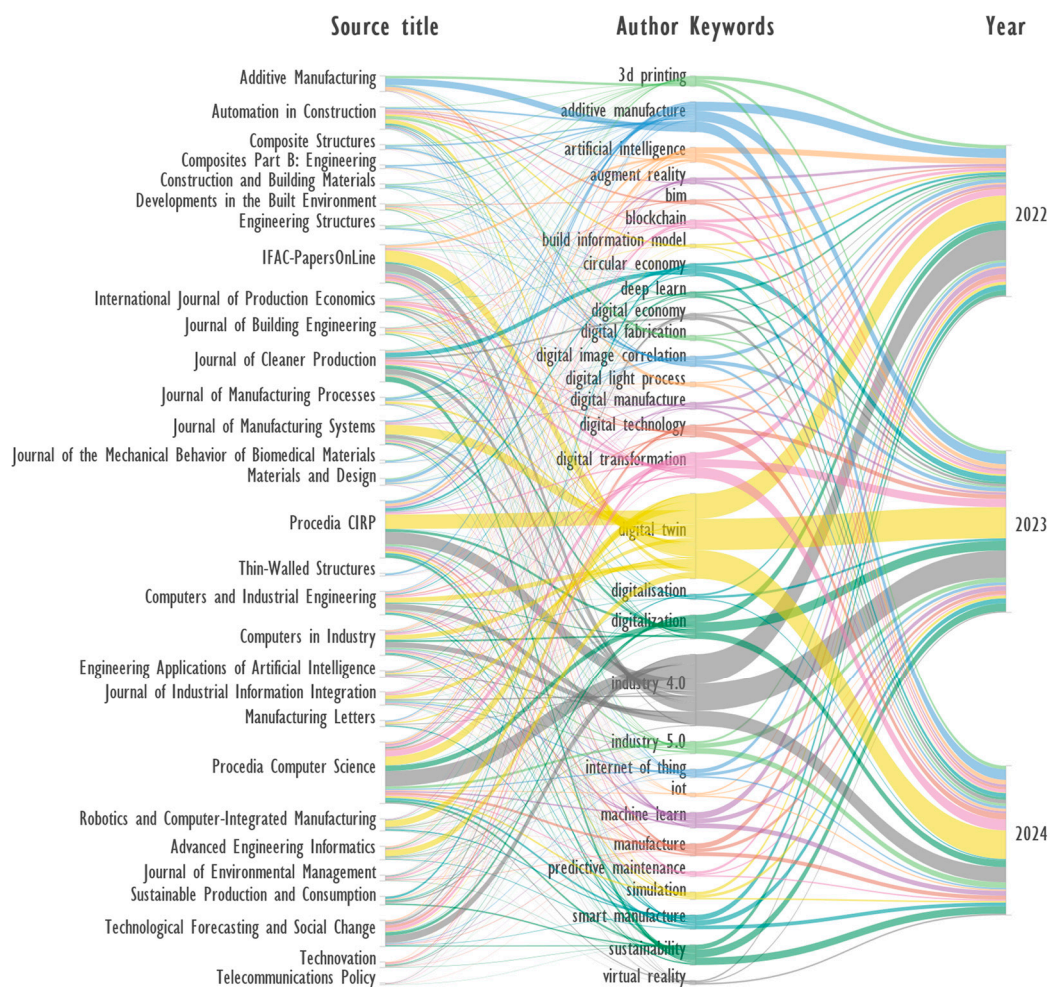 Source title
Author Keywords
Year
Additive Manufacturing
Automation in Construction
Composite Structures
Composites Part B: Engineering
Construction and Building Materials
Developments in the Built Environment
Engineering Structures
IFAC-PapersOnLine
International Journal of Production Economics
Journal of Building Engineering
Journal of Cleaner Production
Journal of Manufacturing Processes
Journal of Manufacturing Systems
Journal of the Mechanical Behavior of Biomedical Materials
Materials and Design
Procedia CIRP
Thin-Walled Structures
Computers and Industrial Engineering
Computers in Industry
Engineering Applications of Artificial Intelligence
Journal of Industrial Information Integration
Manufacturing Letters
Procedia Computer Science
Robotics and Computer-Integrated Manufacturing
Advanced Engineering Informatics
Journal of Environmental Management
Sustainable Production and Consumption
Technological Forecasting and Social Change
Technovation
Telecommunications Policy
3d printing
additive manufacture
artificial intelligence
augment reality
bim
blockchain
build information model
circular economy
deep learn
digital economy
digital fabrication
digital image correlation
digital light process
digital manufacture
digital technology
digital transformation
digital twin
digitalisation
digitalization
industry 4.0
industry 5.0
internet of thing
iot
machine learn
manufacture
predictive maintenance
simulation
smart manufacture
sustainability
virtual reality
2022
2023
2024